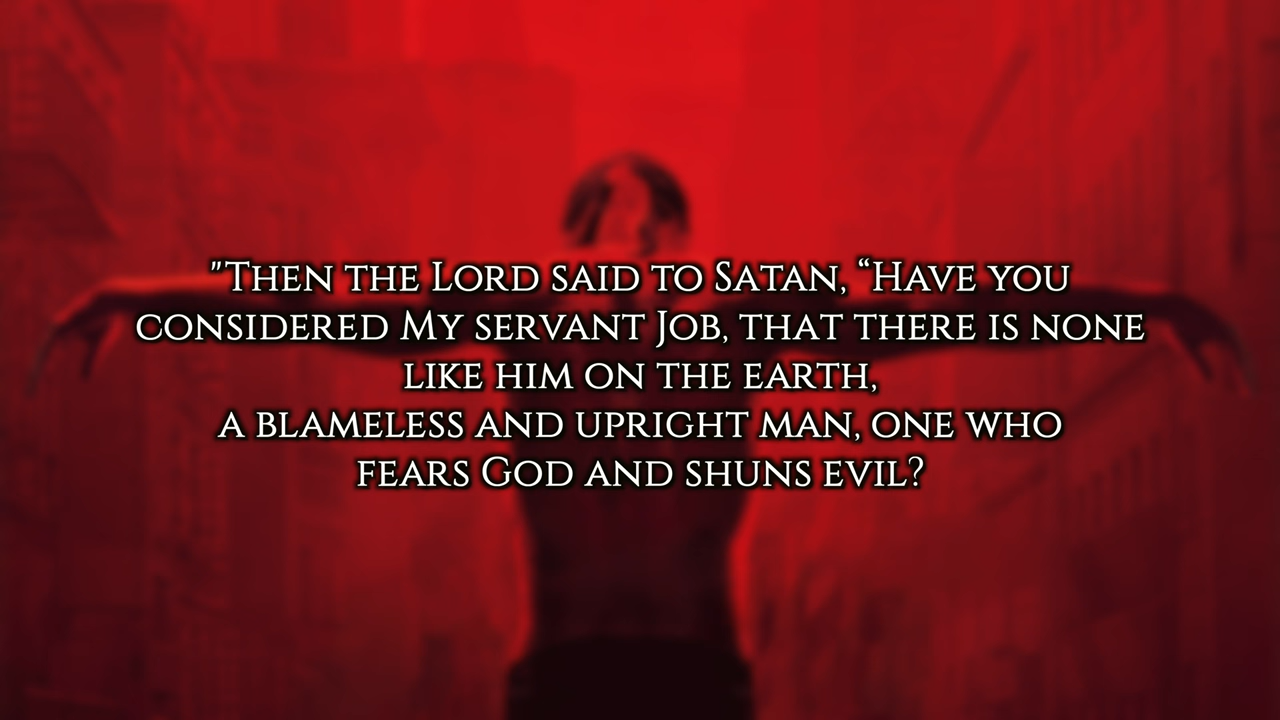 "Then the Lord said to Satan, “Have you
considered My servant Job, that there is none
like him on the earth,
a blameless and upright man, one who
fears God and shuns evil?